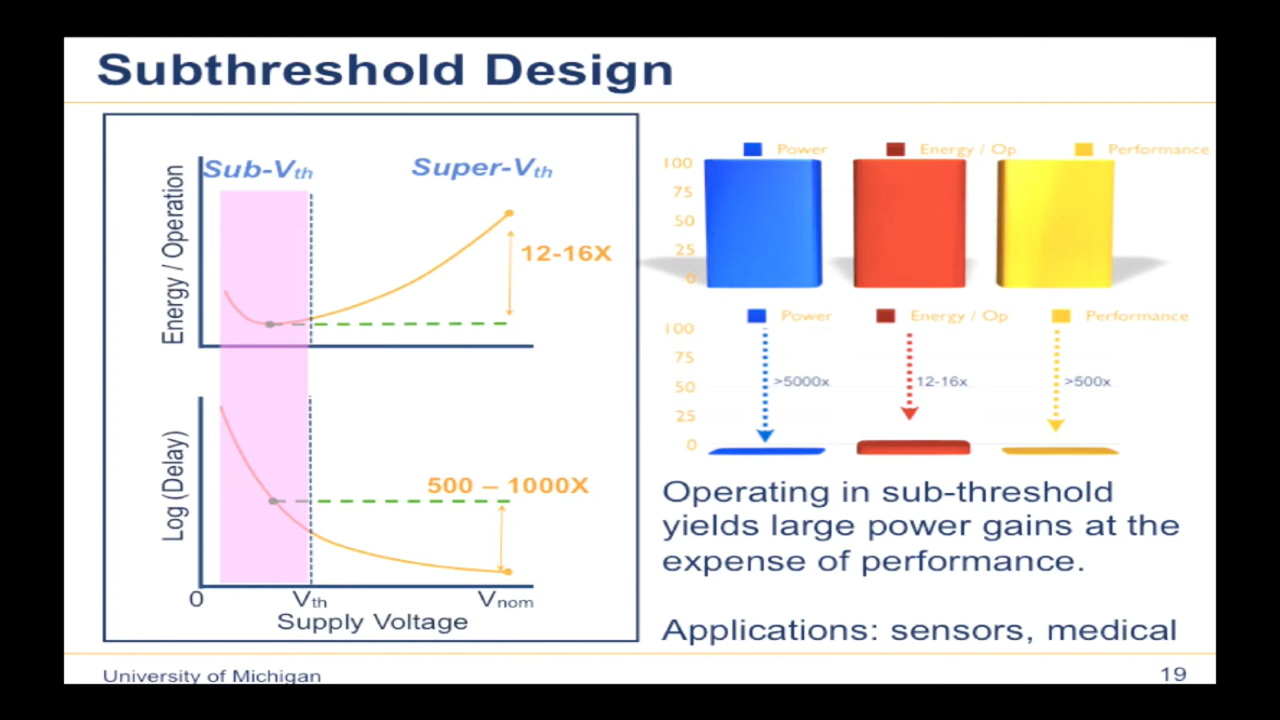 Subthreshold Design
Sub-Vth
Super-Vth
Energy / Operation
12-16X
Log (Delay)
500 – 1000X
0
Vth
Vnom
Supply Voltage
Power
Energy / Op
Performance
100
75
50
25
0
Power
Energy / Op
Performance
100
75
50
25
0
>5000x
12-16x
>500x
Operating in sub-threshold
yields large power gains at the
expense of performance.
Applications: sensors, medical
University of Michigan
19